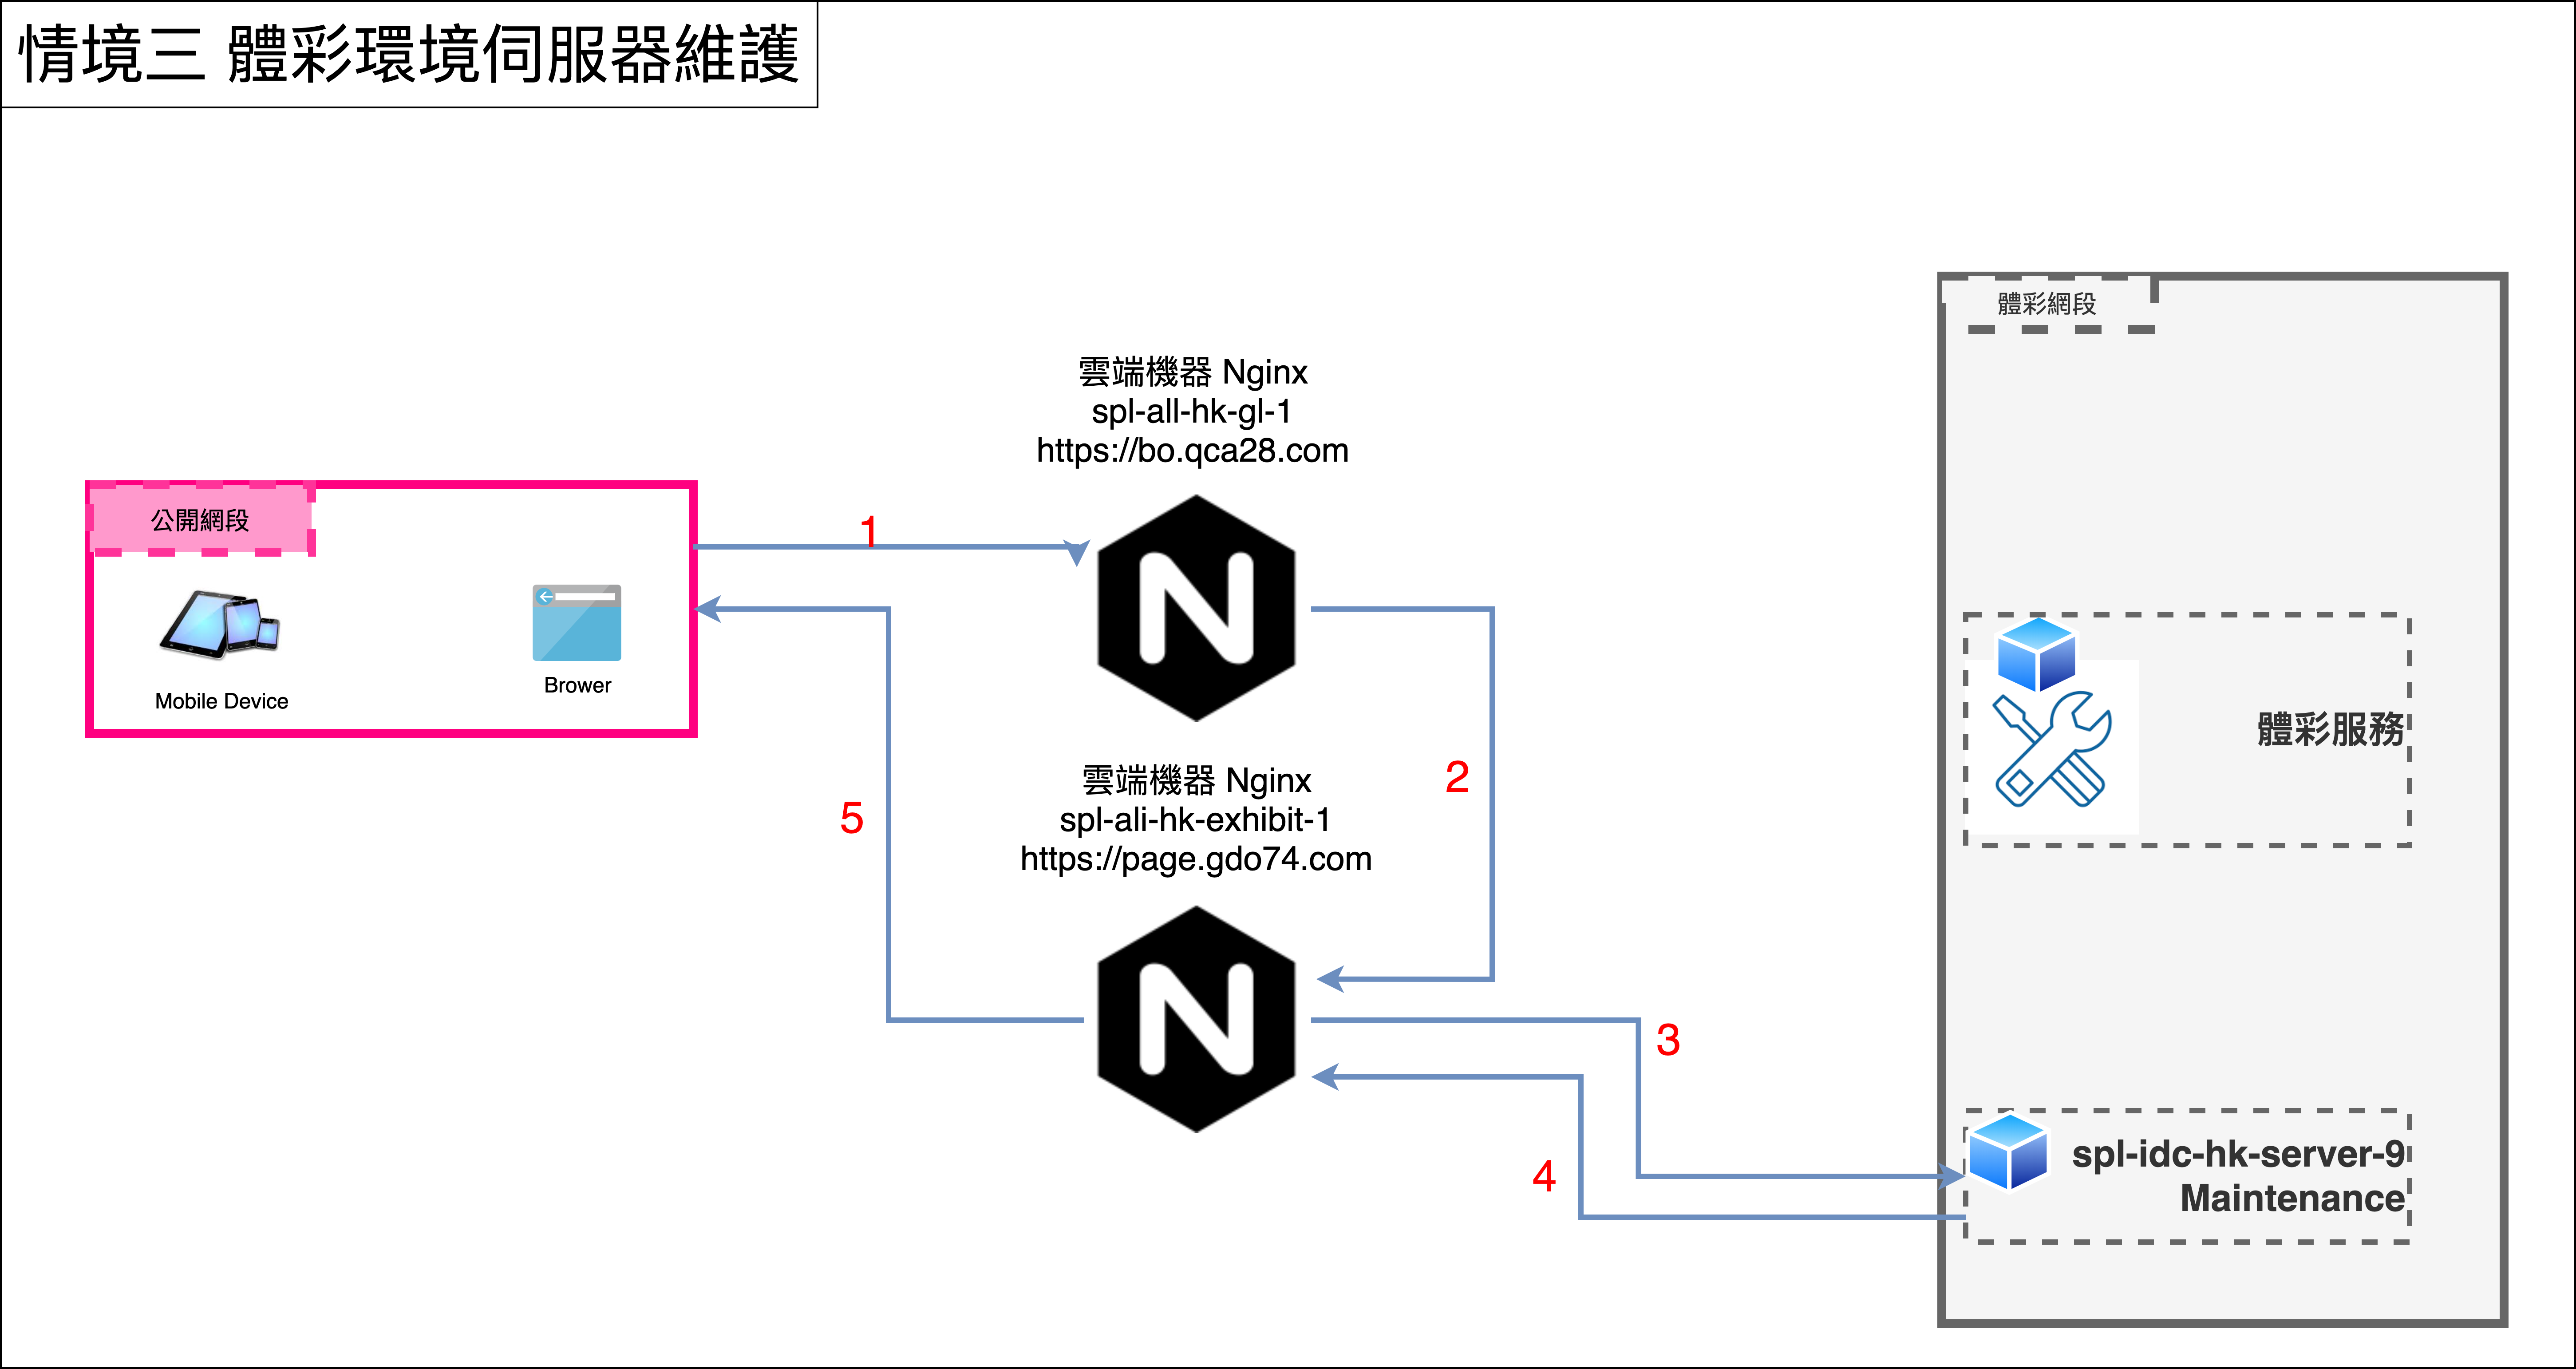 情境三 體彩環境伺服器維護
體彩網段
雲端機器 Nginx
spl-all-hk-gl-1
https://bo.qca28.com
公開網段
1
Mobile Device
Brower
體彩服務
2
雲端機器 Nginx
spl-ali-hk-exhibit-1
https://page.gdo74.com
5
3
4
spl-idc-hk-server-9
Maintenance